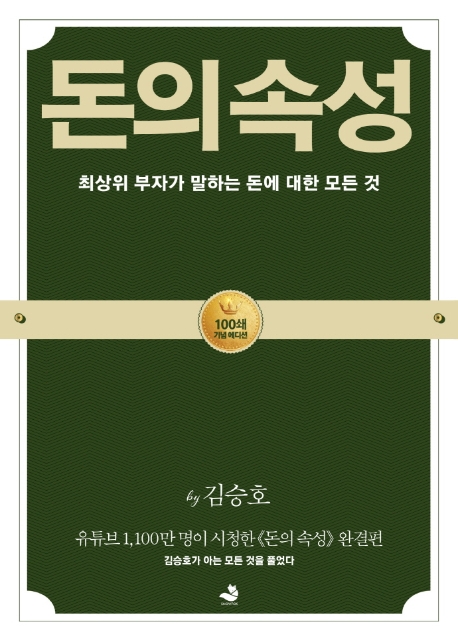 돈의 속성
최상위 부자가 말하는 돈에 대한 모든 것
100쇄
기념 에디션
by 김승호
유튜브 1,100만 명이 시청한 《돈의 속성》 완결편
김승호가 아는 모든 것을 풀었다
SNOWFOX